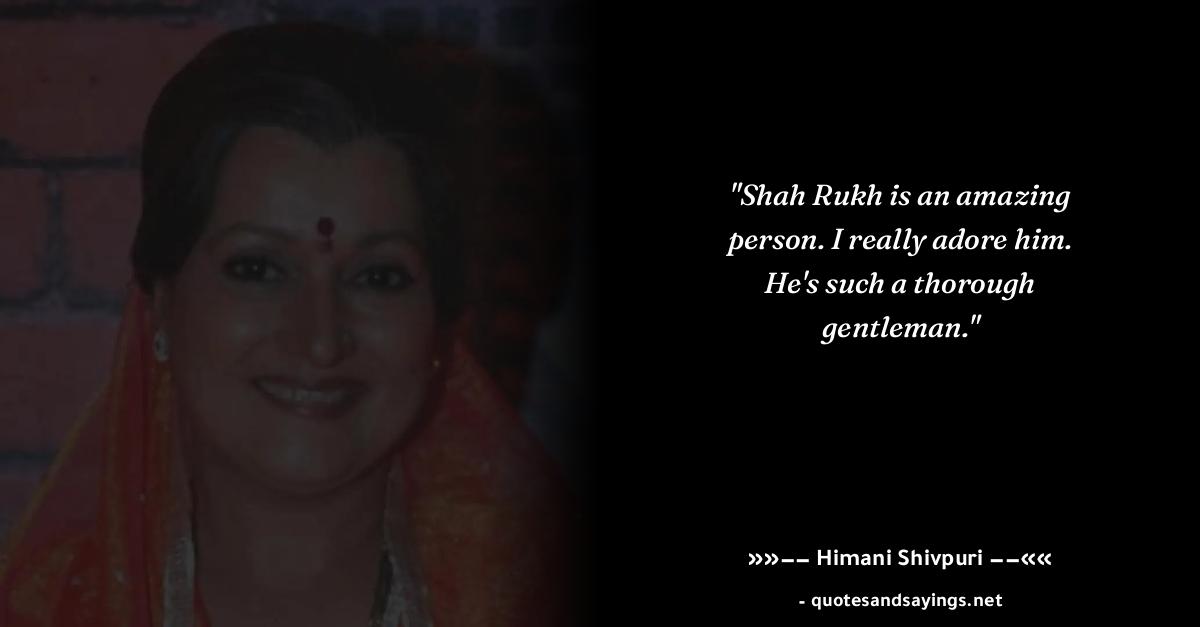 "Shah Rukh is an amazing
person. I really adore him.
He's such a thorough
gentleman."
»»−− Himani Shivpuri −−««
- quotesandsayings.net